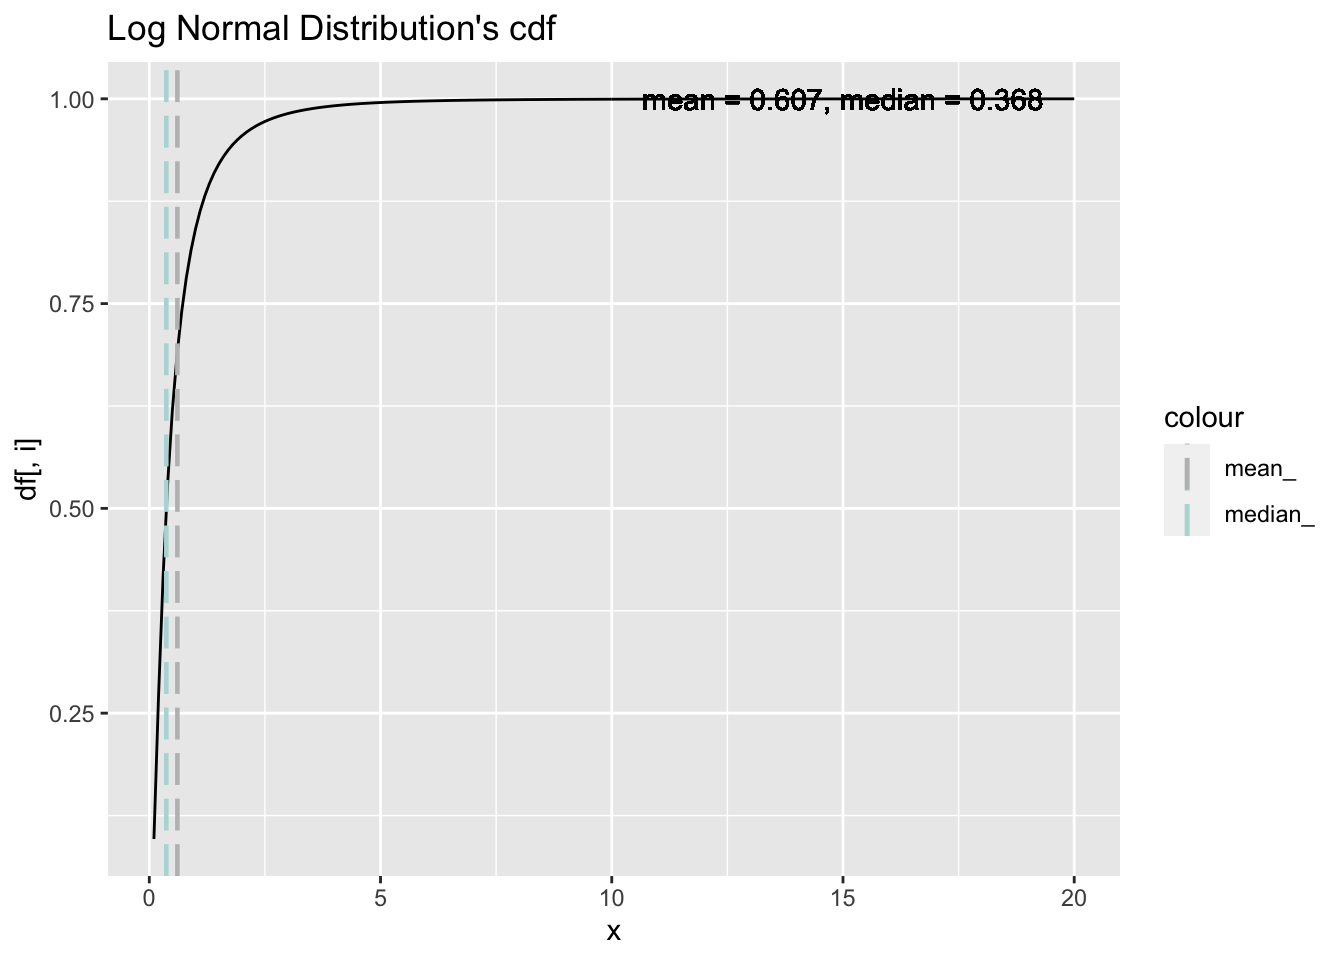 Log Normal Distribution's cdf
mean = 0.607, median = 0.368
1.00
0.75
0.50
0.25
df[, i]
0
5
10
15
20
x
colour
mean_
median_